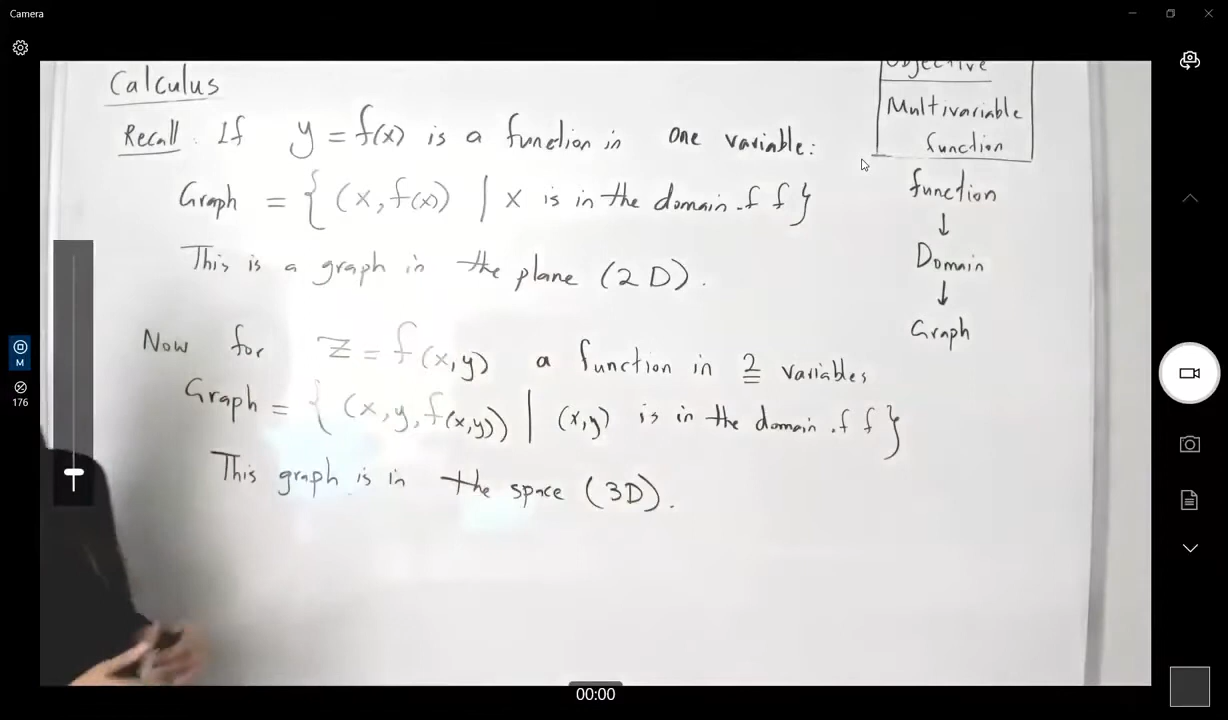 Camera
Calculus
Recall. If y = f(x) is a function in one variable:
Graph = { (x, f(x)) | x is in the domain of f }
This is a graph in the plane (2D).
Now for z = f(x,y) a function in 2 variables
Graph = { (x, y, f(x,y)) | (x,y) is in the domain of f }
This graph is in the space (3D).
Objective
Multivariable
function
function
↓
Domain
↓
Graph
M
176
00:00